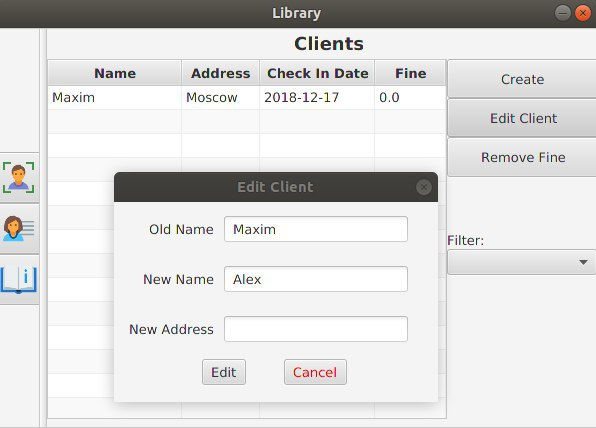 Library
Clients
Name Address Check In Date Fine
Maxim Moscow 2018-12-17 0.0
Create
Edit Client
Remove Fine
Filter:
Edit Client
Old Name Maxim
New Name Alex
New Address
Edit Cancel